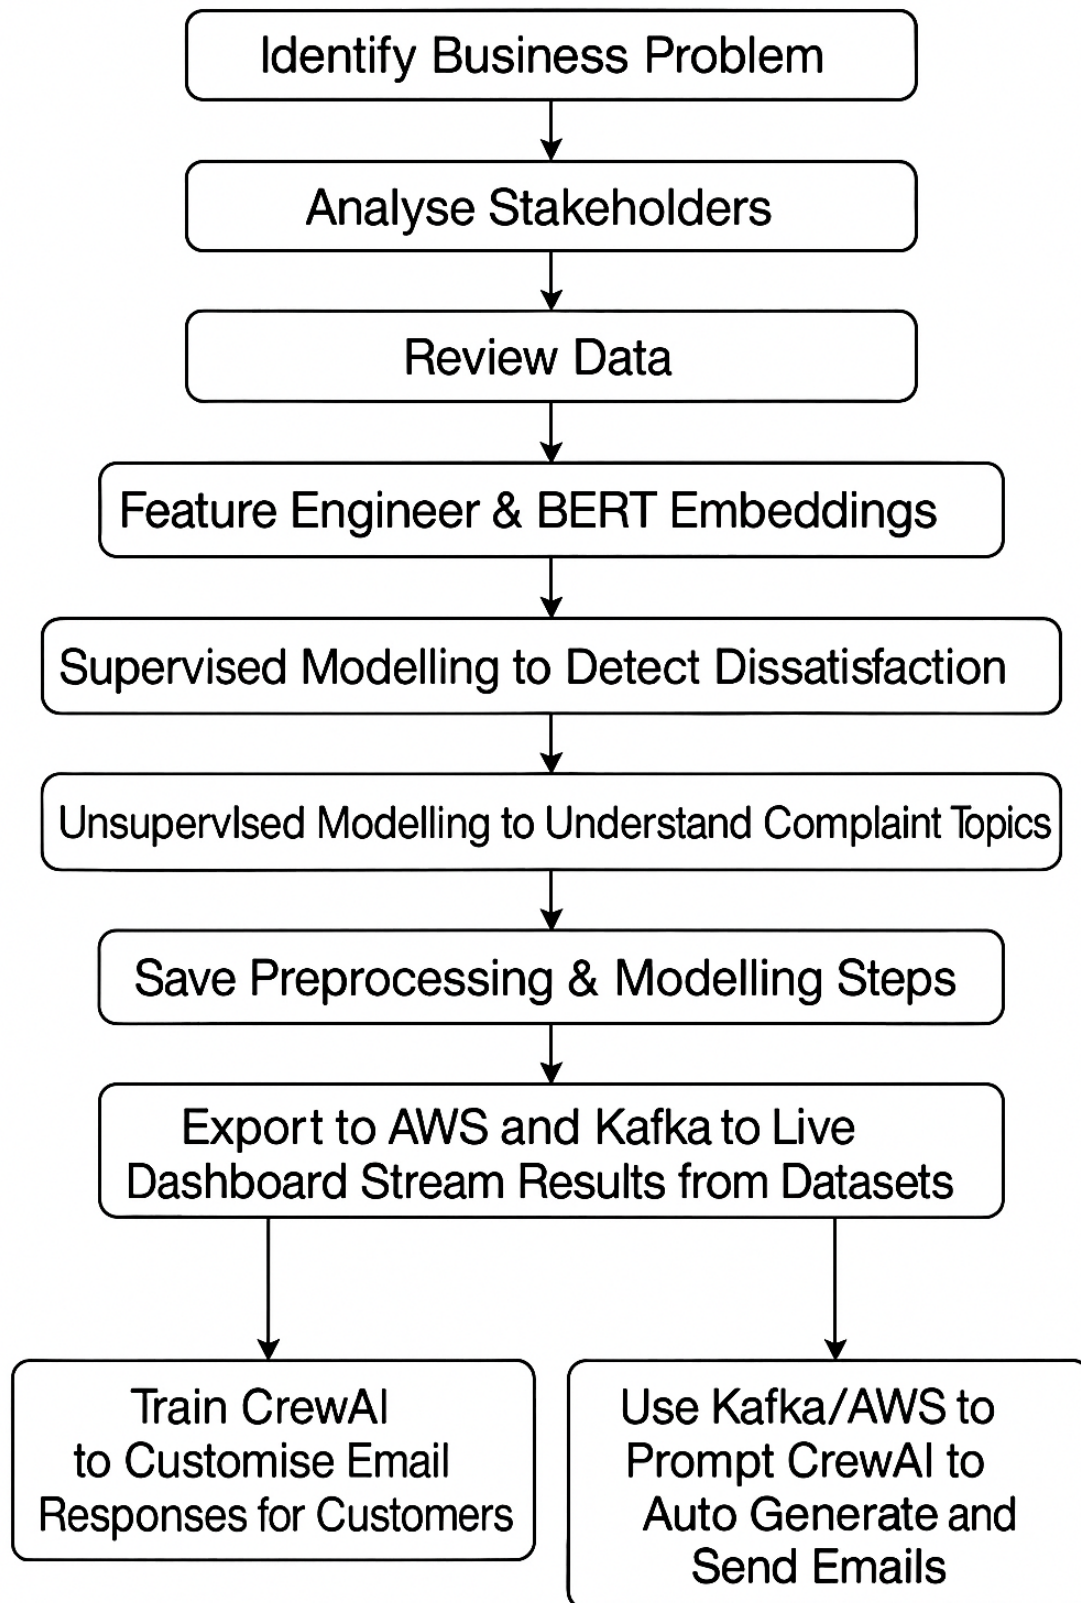 Identify Business Problem
Analyse Stakeholders
Review Data
Feature Engineer & BERT Embeddings
Supervised Modelling to Detect Dissatisfaction
UnsupervIsed Modelling to Understand Complaint Topics
Save Preprocessing & Modelling Steps
Export to AWS and Kafka to Live
Dashboard Stream Results from Datasets
Train CrewAI
to Customise Email
Responses for Customers
Use Kafka/AWS to
Prompt CrewAI to
Auto Generate and
Send Emails